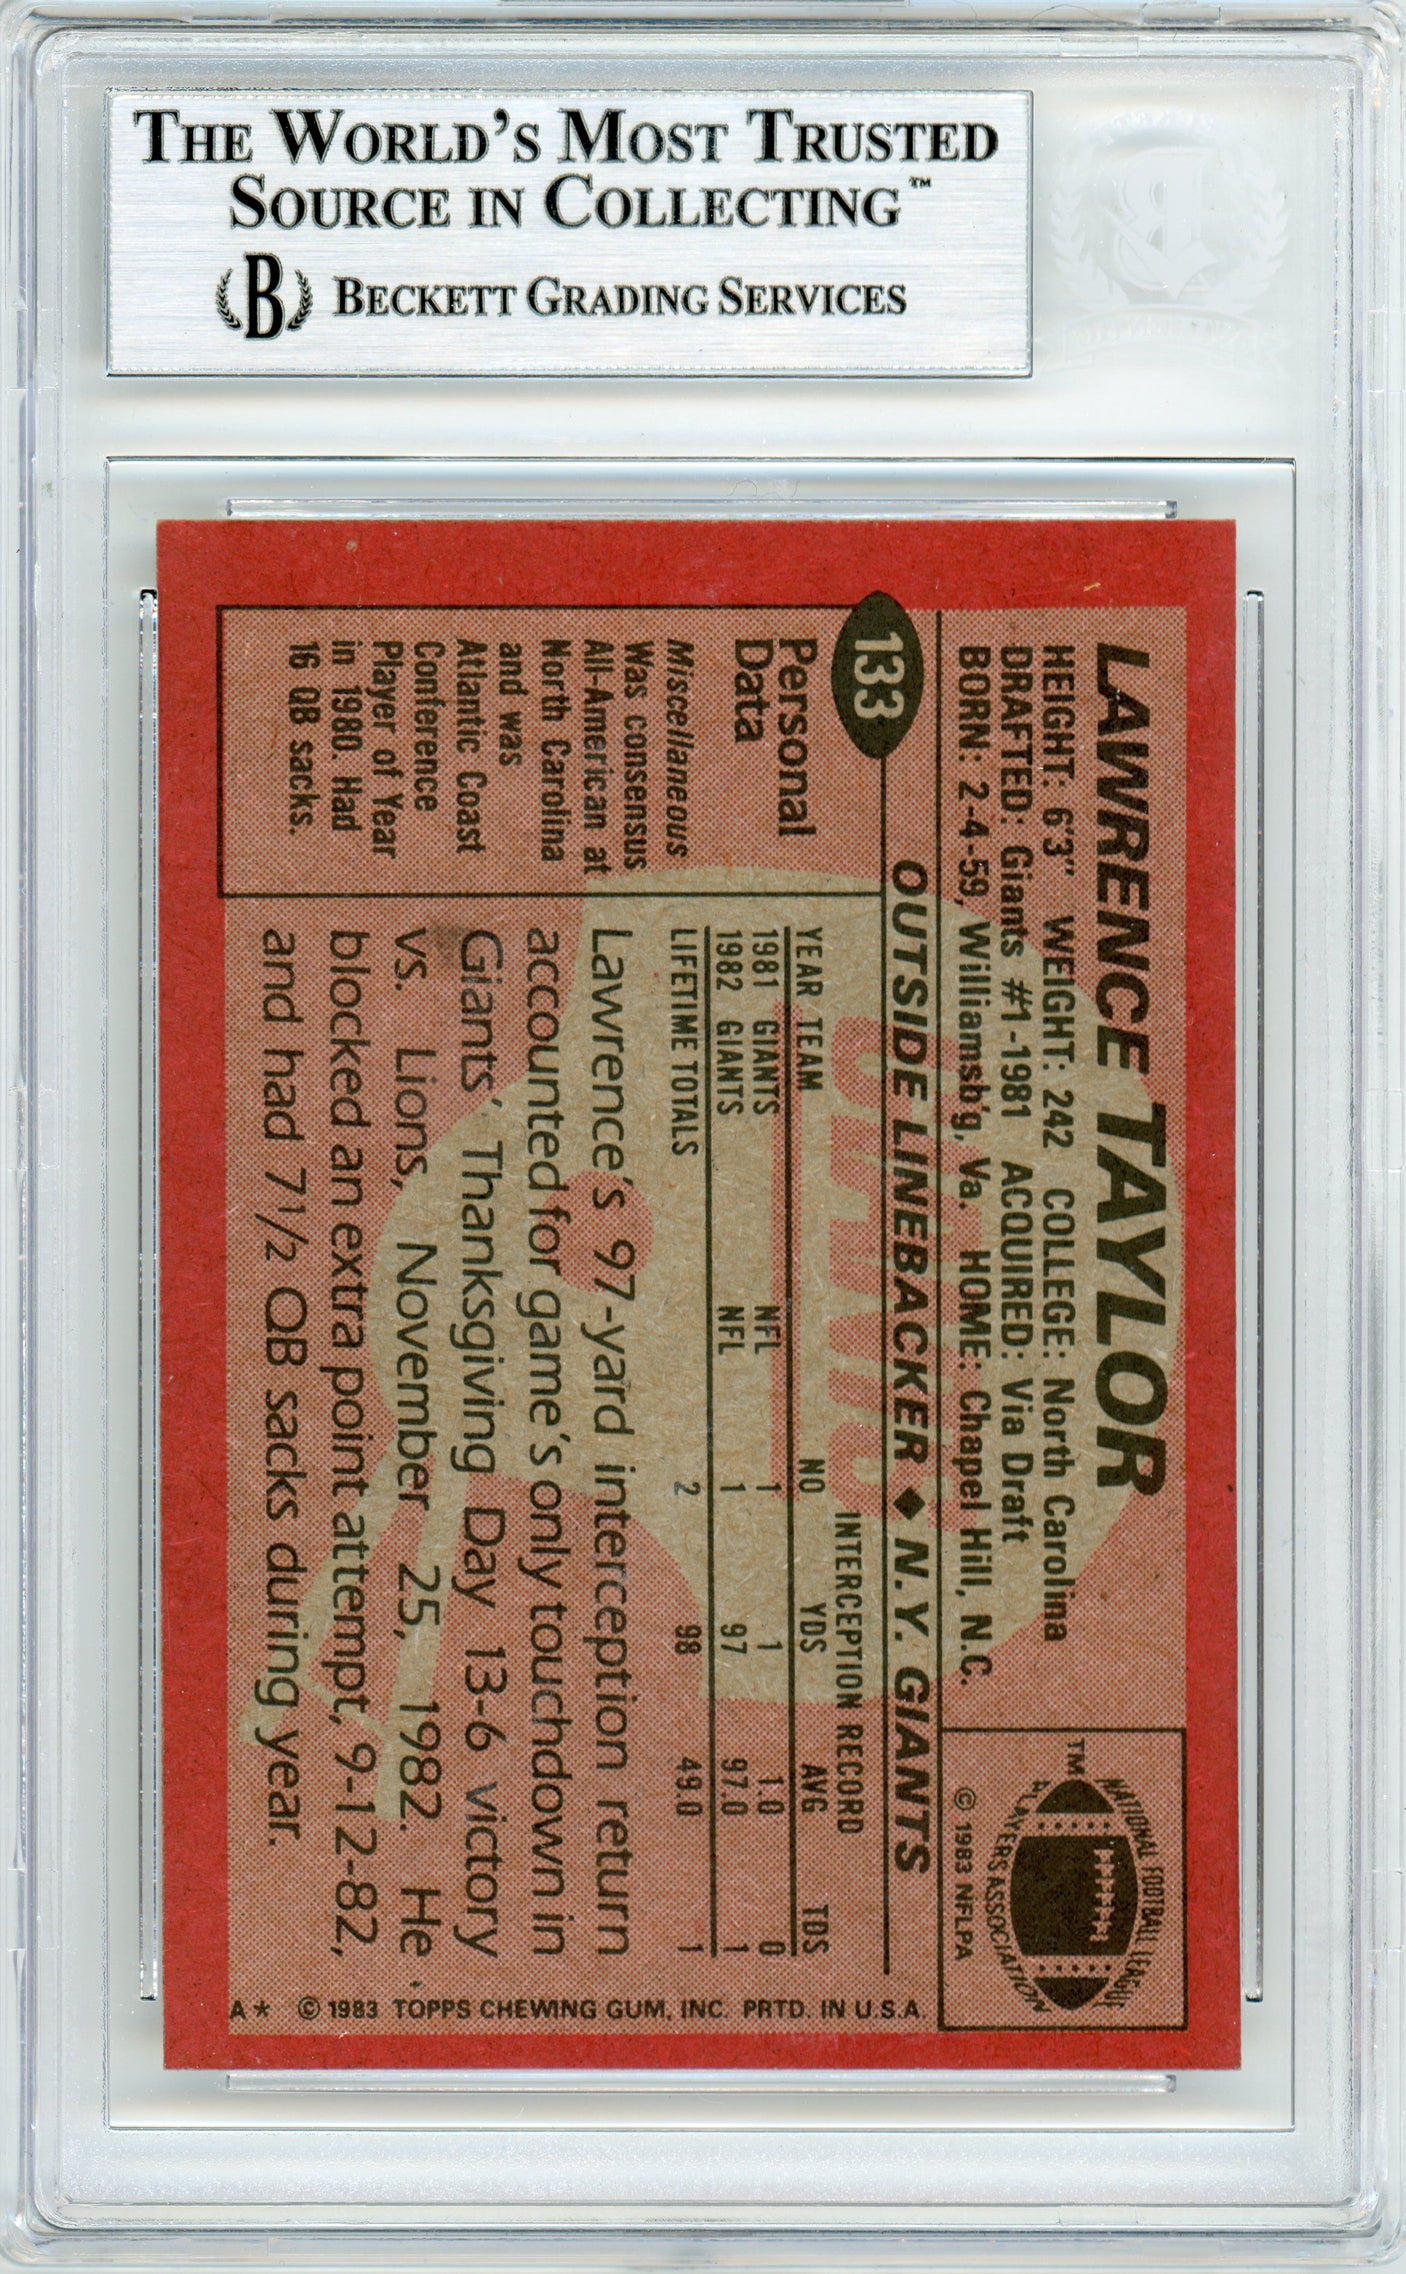 THE WORLD'S MOST TRUSTED
SOURCE IN COLLECTING™
B BECKETT GRADING SERVICES
LAWRENCE TAYLOR
HEIGHT: 6'3" WEIGHT: 242 COLLEGE: North Carolina
DRAFTED: Giants #1-1981 ACQUIRED: Via Draft
BORN: 2-4-59, Williamsb'g, Va. HOME: Chapel Hill, N.C.
NATIONAL FOOTBALL LEAGUE
PLAYERS ASSOCIATION
TM
© 1983 NFLPA
133
OUTSIDE LINEBACKER ◆ N.Y. GIANTS
GIANTS
Personal
Data
Miscellaneous
Was consensus
All-American at
North Carolina
and was
Atlantic Coast
Conference
Player of Year
in 1980. Had
16 QB sacks.
INTERCEPTION RECORD
YEAR TEAM NO YDS AVG TDS
1981 GIANTS NFL 1 1 1.0 0
1982 GIANTS NFL 1 97 97.0 1
LIFETIME TOTALS 2 98 49.0 1
Lawrence's 97-yard interception return
accounted for game's only touchdown in
Giants' Thanksgiving Day 13-6 victory
vs. Lions, November 25, 1982. He
blocked an extra point attempt, 9-12-82,
and had 7½ QB sacks during year.
A* © 1983 TOPPS CHEWING GUM, INC. PRTD. IN U.S.A.